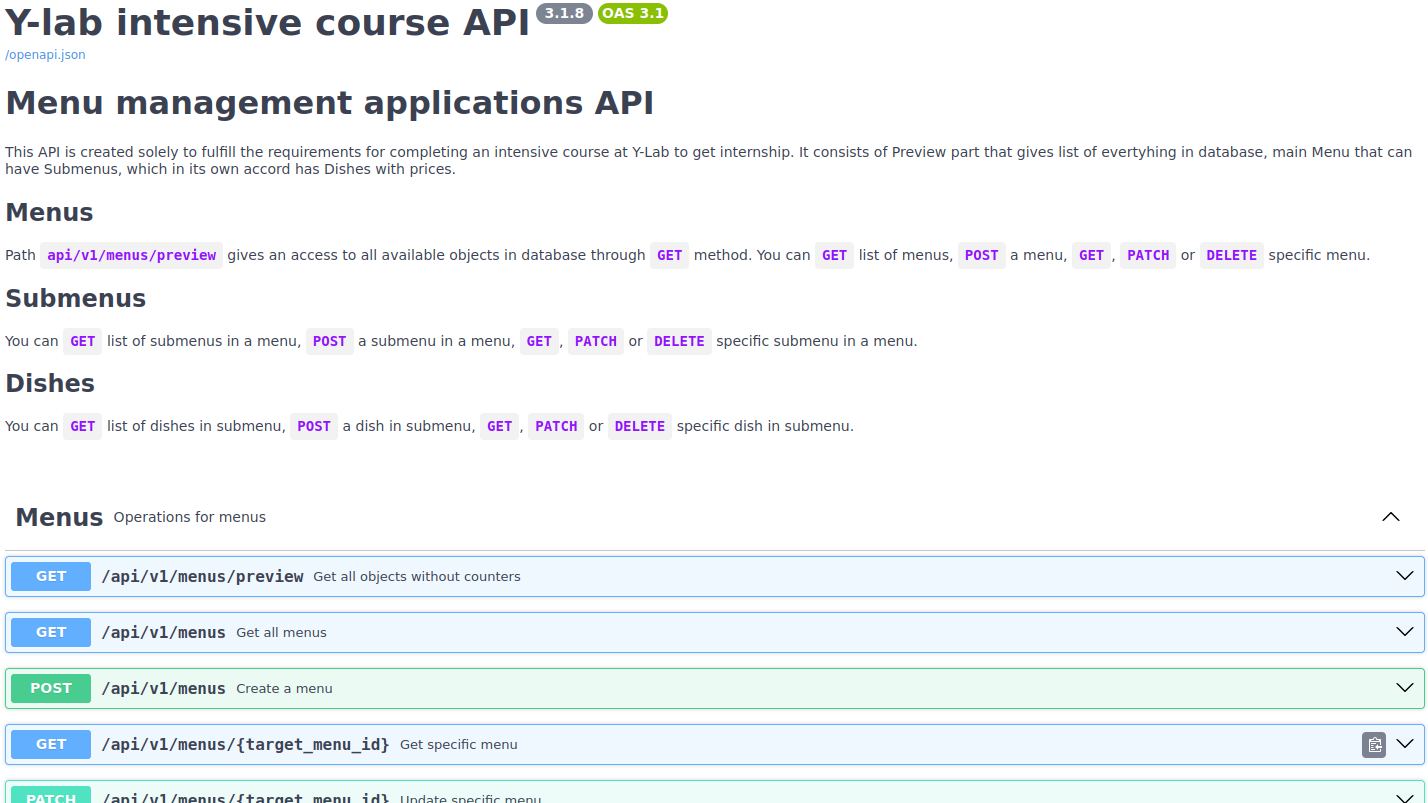 Y-lab intensive course API 3.1.8 OAS 3.1
/openapi.json
Menu management applications API
This API is created solely to fulfill the requirements for completing an intensive course at Y-Lab to get internship. It consists of Preview part that gives list of evertyhing in database, main Menu that can
have Submenus, which in its own accord has Dishes with prices.
Menus
Path api/v1/menus/preview gives an access to all available objects in database through GET method. You can GET list of menus, POST a menu, GET, PATCH or DELETE specific menu.
Submenus
You can GET list of submenus in a menu, POST a submenu in a menu, GET, PATCH or DELETE specific submenu in a menu.
Dishes
You can GET list of dishes in submenu, POST a dish in submenu, GET, PATCH or DELETE specific dish in submenu.
Menus Operations for menus
GET /api/v1/menus/preview Get all objects without counters
GET /api/v1/menus Get all menus
POST /api/v1/menus Create a menu
GET /api/v1/menus/{target_menu_id} Get specific menu
PATCH /api/v1/menus/{target_menu_id} Update specific menu